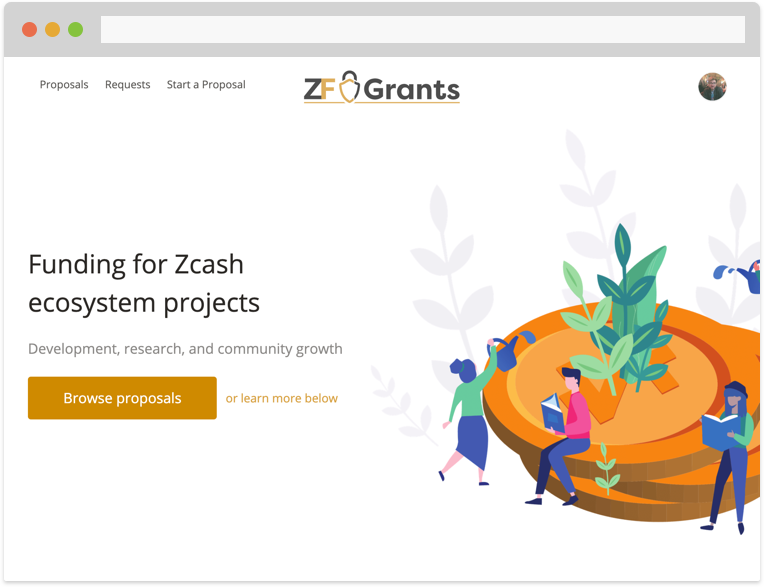 Proposals Requests Start a Proposal
ZF Grants
Funding for Zcash
ecosystem projects
Development, research, and community growth
Browse proposals or learn more below